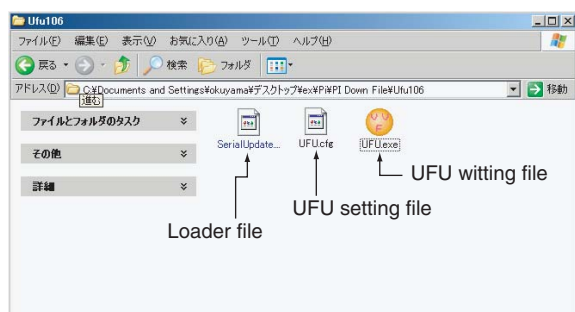 Ufu106
ファイル(F) 編集(E) 表示(V) お気に入り(A) ツール(T) ヘルプ(H)
戻る 検索 フォルダ
アドレス(D) C:¥Documents and Settings¥okuyama¥デスクトップ¥ex¥Pi¥PI Down File¥Ufu106 移動
進む
ファイルとフォルダのタスク
その他
詳細
SerialUpdate... UFU.cfg UFU.exe
UFU witting file
UFU setting file
Loader file